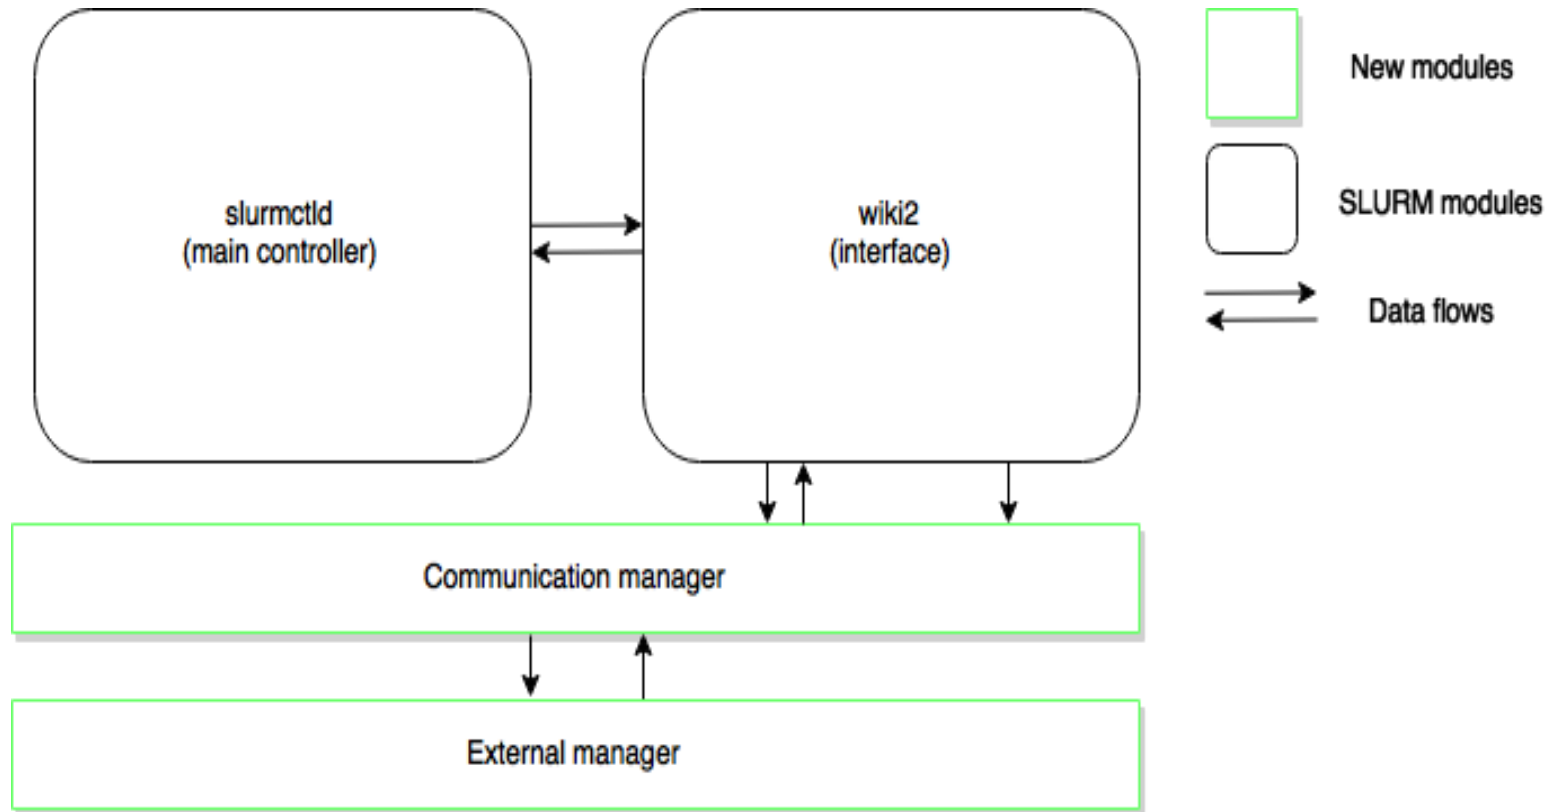 slurmctld
(main controller)
wiki2
(interface)
New modules
SLURM modules
Data flows
Communication manager
External manager